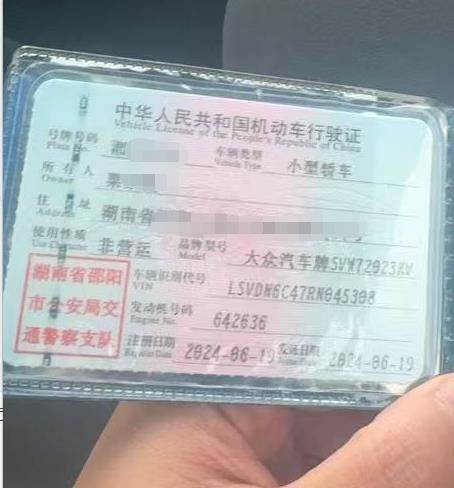 中华人民共和国机动车行驶证
Vehicle License of the People's Republic of China
号牌号码 湘 车辆类型 小型轿车
Plate No. Vehicle Type
所有人
Owner
住址 湖南省
Address
使用性质 非营运 品牌型号 大众汽车牌SVW72023KV
Use Character Model
湖南省邵阳
市公安局交
通警察支队
车辆识别代号 LSVDN6C47RN045308
VIN
发动机号码 642636
Engine No.
注册日期 2024-06-19 发证日期 2024-06-19
Register Date Issue Date